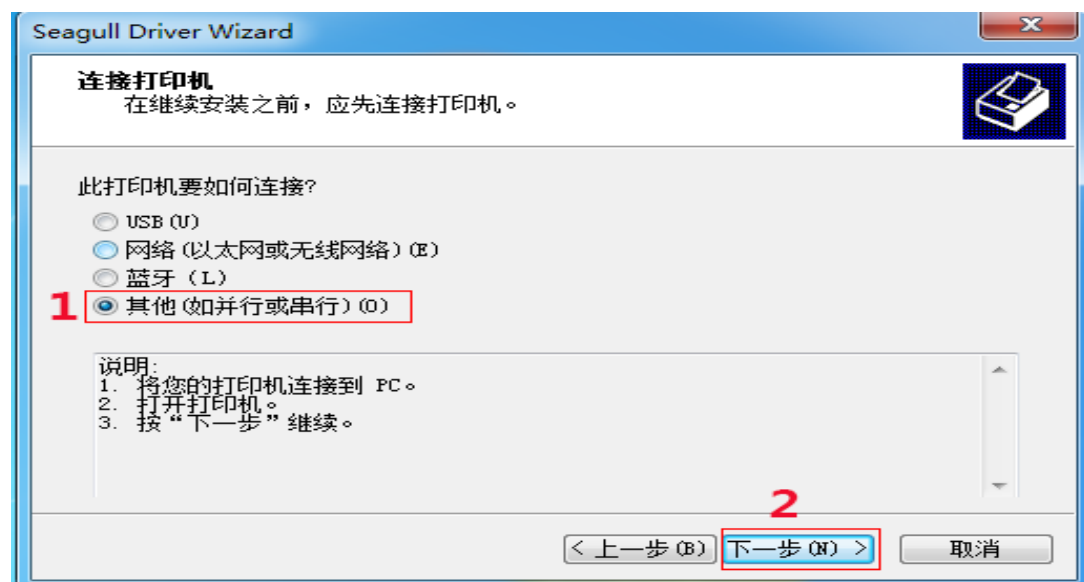 Seagull Driver Wizard
连接打印机
在继续安装之前，应先连接打印机。
此打印机要如何连接?
USB(U)
网络(以太网或无线网络)(E)
蓝牙 (L)
1 其他(如并行或串行)(O)
说明:
1. 将您的打印机连接到 PC。
2. 打开打印机。
3. 按“下一步”继续。
2
< 上一步(B) 下一步(N) > 取消